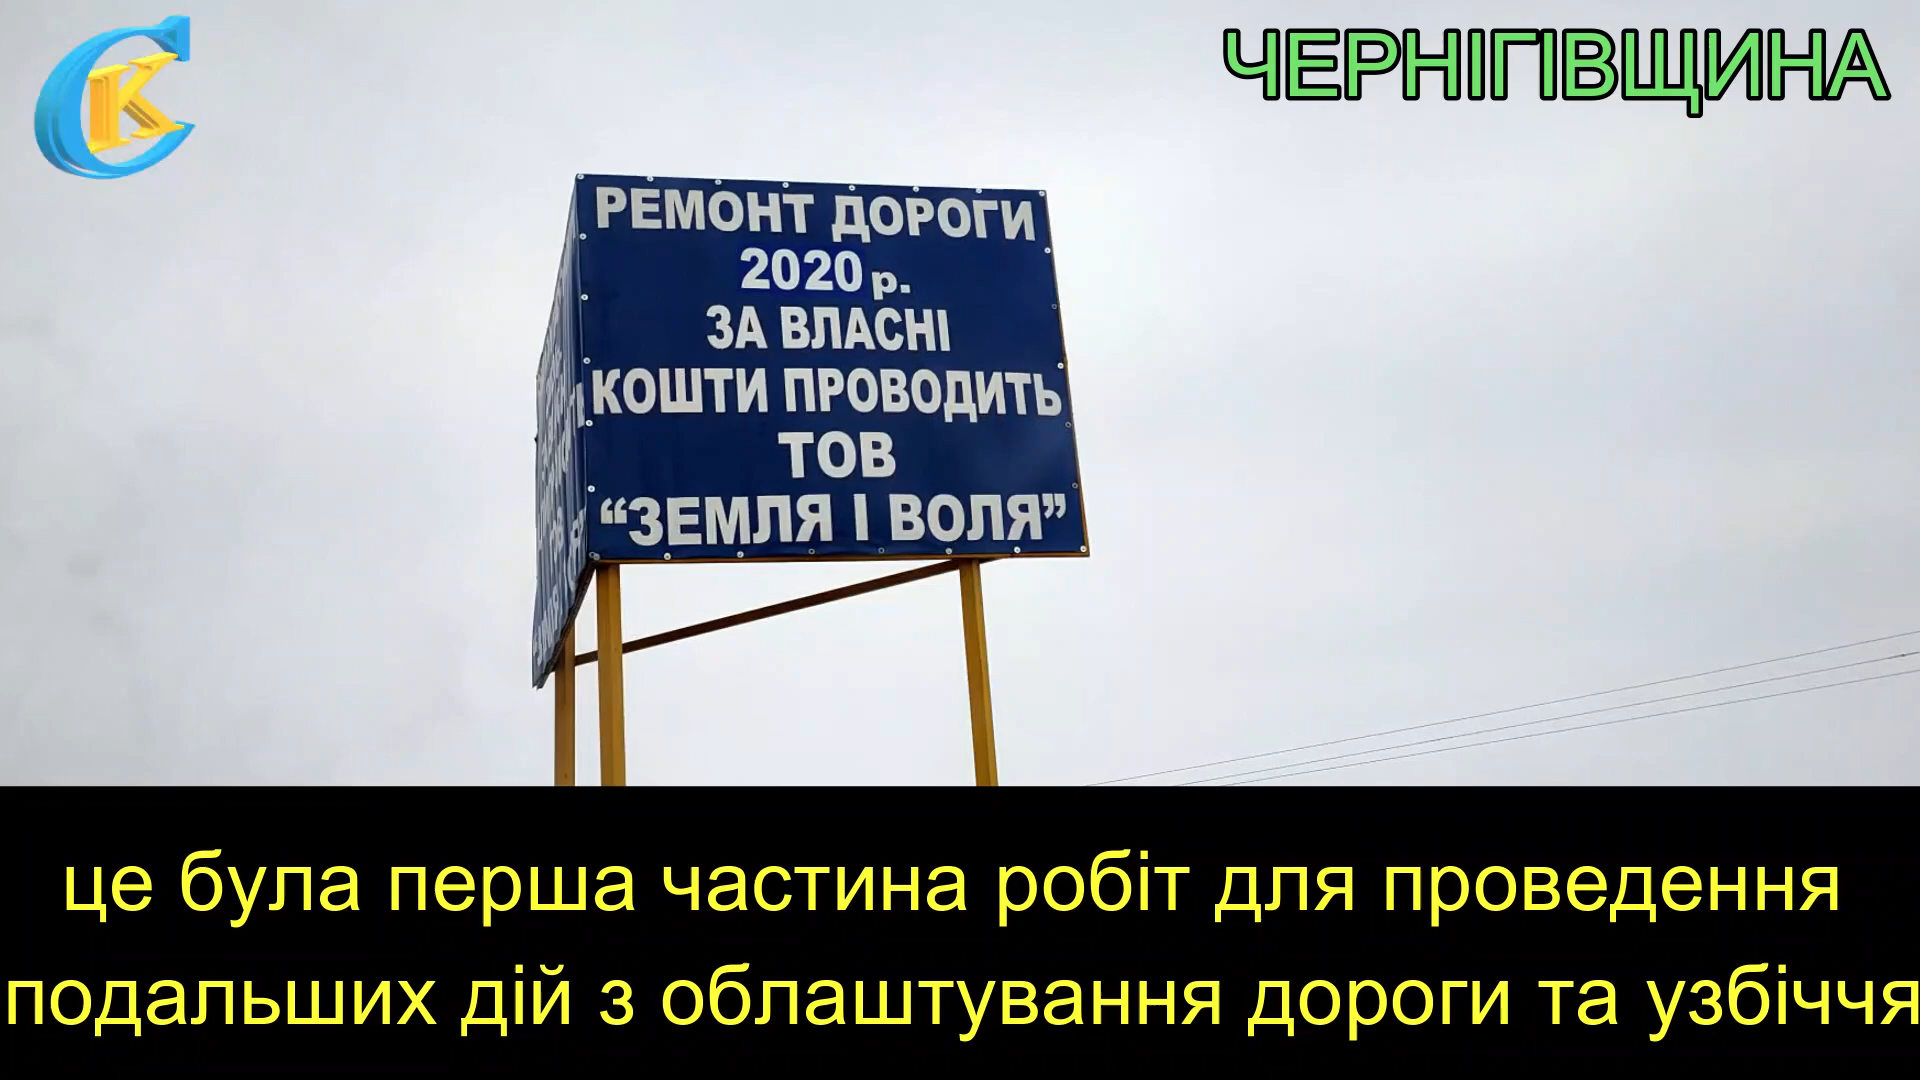 СК
ЧЕРНІГІВЩИНА
РЕМОНТ ДОРОГИ
2020 р.
ЗА ВЛАСНІ
КОШТИ ПРОВОДИТЬ
ТОВ
“ЗЕМЛЯ І ВОЛЯ”
це була перша частина робіт для проведення
подальших дій з облаштування дороги та узбіччя